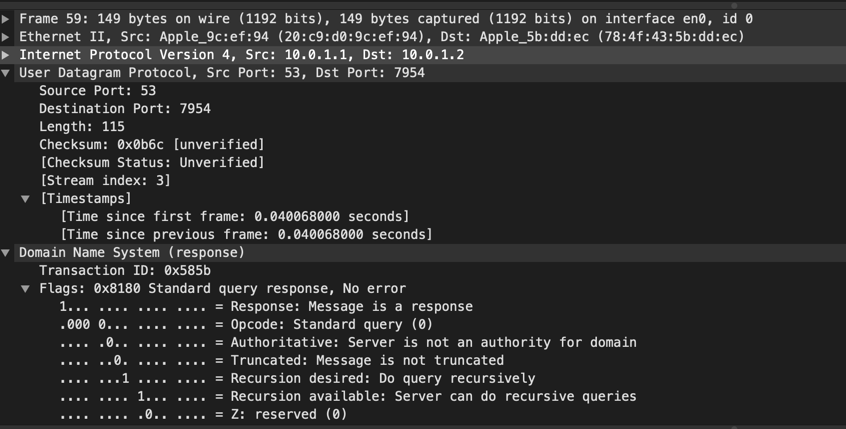 Frame 59: 149 bytes on wire (1192 bits), 149 bytes captured (1192 bits) on interface en0, id 0
Ethernet II, Src: Apple_9c:ef:94 (20:c9:d0:9c:ef:94), Dst: Apple_5b:dd:ec (78:4f:43:5b:dd:ec)
Internet Protocol Version 4, Src: 10.0.1.1, Dst: 10.0.1.2
User Datagram Protocol, Src Port: 53, Dst Port: 7954
Source Port: 53
Destination Port: 7954
Length: 115
Checksum: 0x0b6c [unverified]
[Checksum Status: Unverified]
[Stream index: 3]
[Timestamps]
[Time since first frame: 0.040068000 seconds]
[Time since previous frame: 0.040068000 seconds]
Domain Name System (response)
Transaction ID: 0x585b
Flags: 0x8180 Standard query response, No error
1... .... .... .... = Response: Message is a response
.000 0... .... .... = Opcode: Standard query (0)
.... .0.. .... .... = Authoritative: Server is not an authority for domain
.... ..0. .... .... = Truncated: Message is not truncated
.... ...1 .... .... = Recursion desired: Do query recursively
.... .... 1... .... = Recursion available: Server can do recursive queries
.... .... .0.. .... = Z: reserved (0)